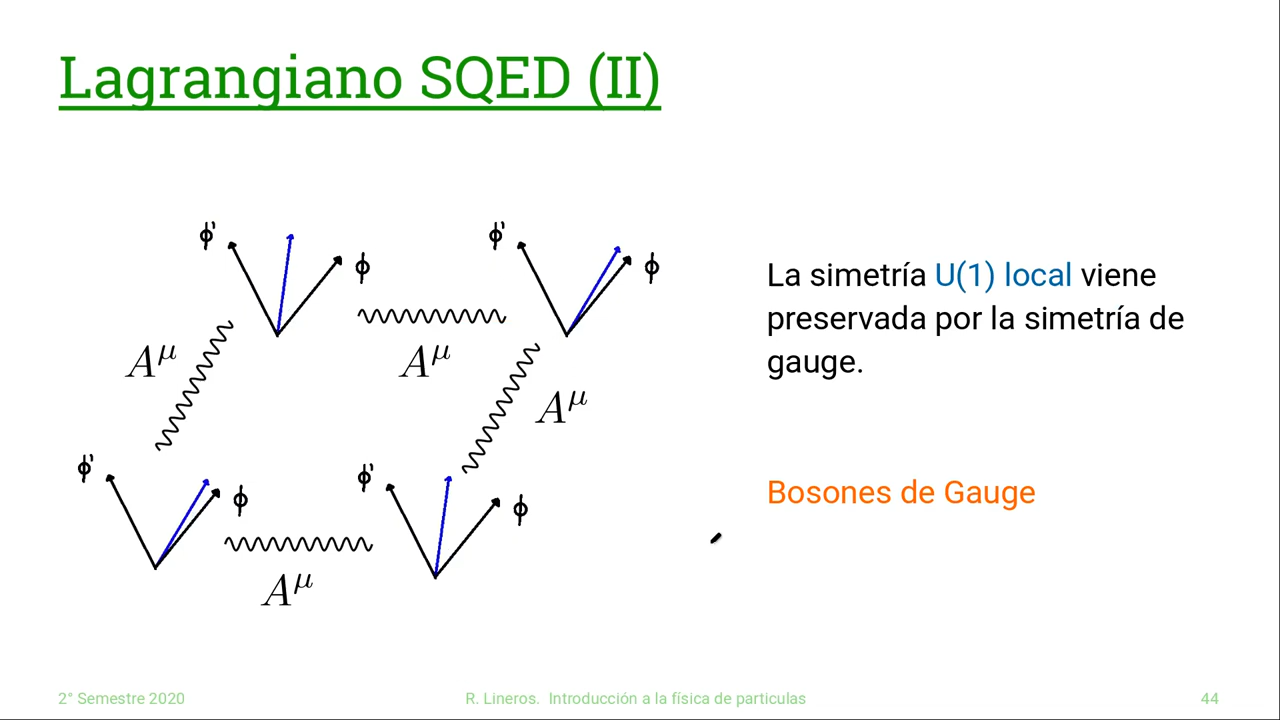 Lagrangiano SQED (II)
ϕ'
ϕ
ϕ'
ϕ
A^μ
A^μ
A^μ
ϕ'
ϕ
ϕ'
ϕ
A^μ
La simetría U(1) local viene
preservada por la simetría de
gauge.
Bosones de Gauge
2° Semestre 2020
R. Lineros. Introducción a la física de particulas
44